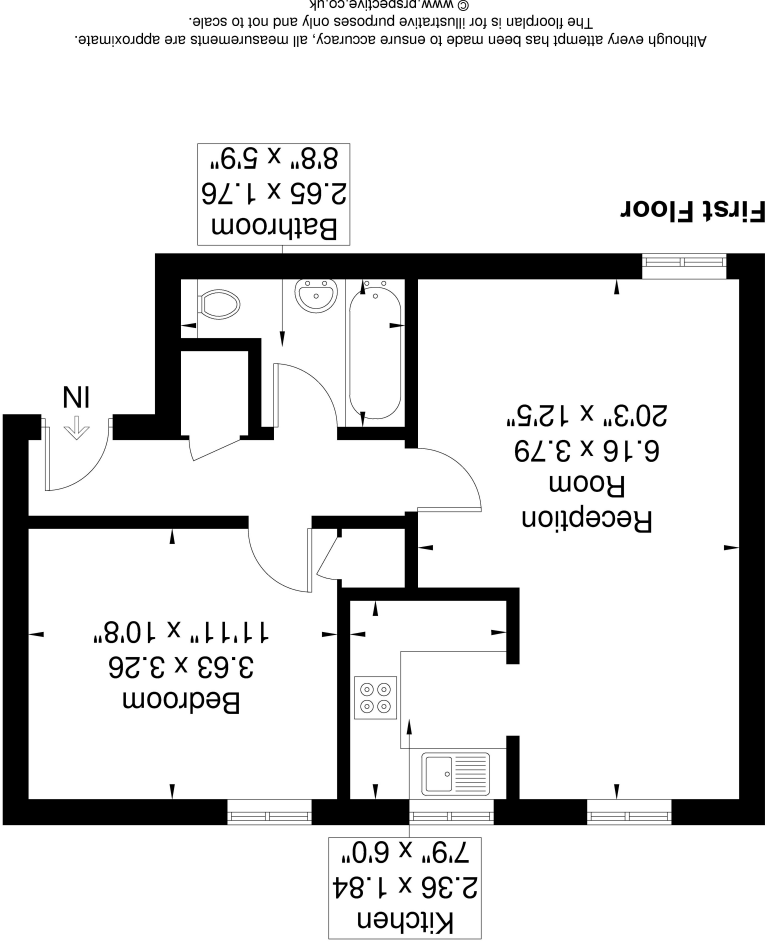 Kitchen
2.36 x 1.84
7'9" x 6'0"
Bedroom
3.63 x 3.26
11'11" x 10'8"
Reception
Room
6.16 x 3.79
20'3" x 12'5"
IN
First Floor
Bathroom
2.65 x 1.76
8'8" x 5'9"
Although every attempt has been made to ensure accuracy, all measurements are approximate.
The floorplan is for illustrative purposes only and not to scale.
© www.prspective.co.uk